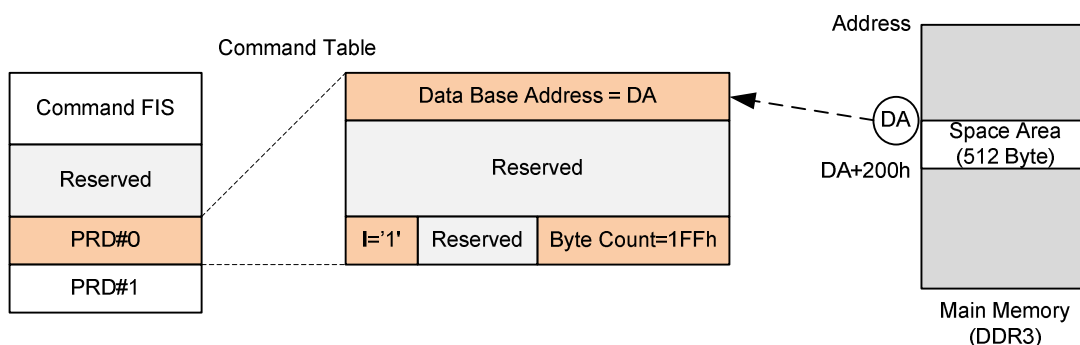 Command Table
Command FIS
Reserved
PRD#0
PRD#1
Data Base Address = DA
Reserved
I='1'
Reserved
Byte Count=1FFh
Address
DA
Space Area
(512 Byte)
DA+200h
Main Memory
(DDR3)